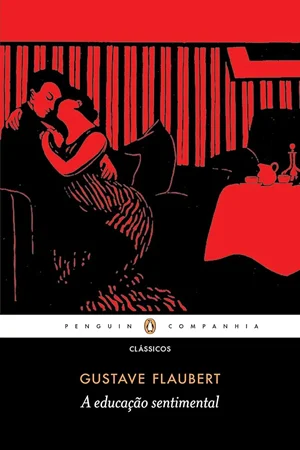 PENGUIN COMPANHIA
CLÁSSICOS
GUSTAVE FLAUBERT
A educação sentimental